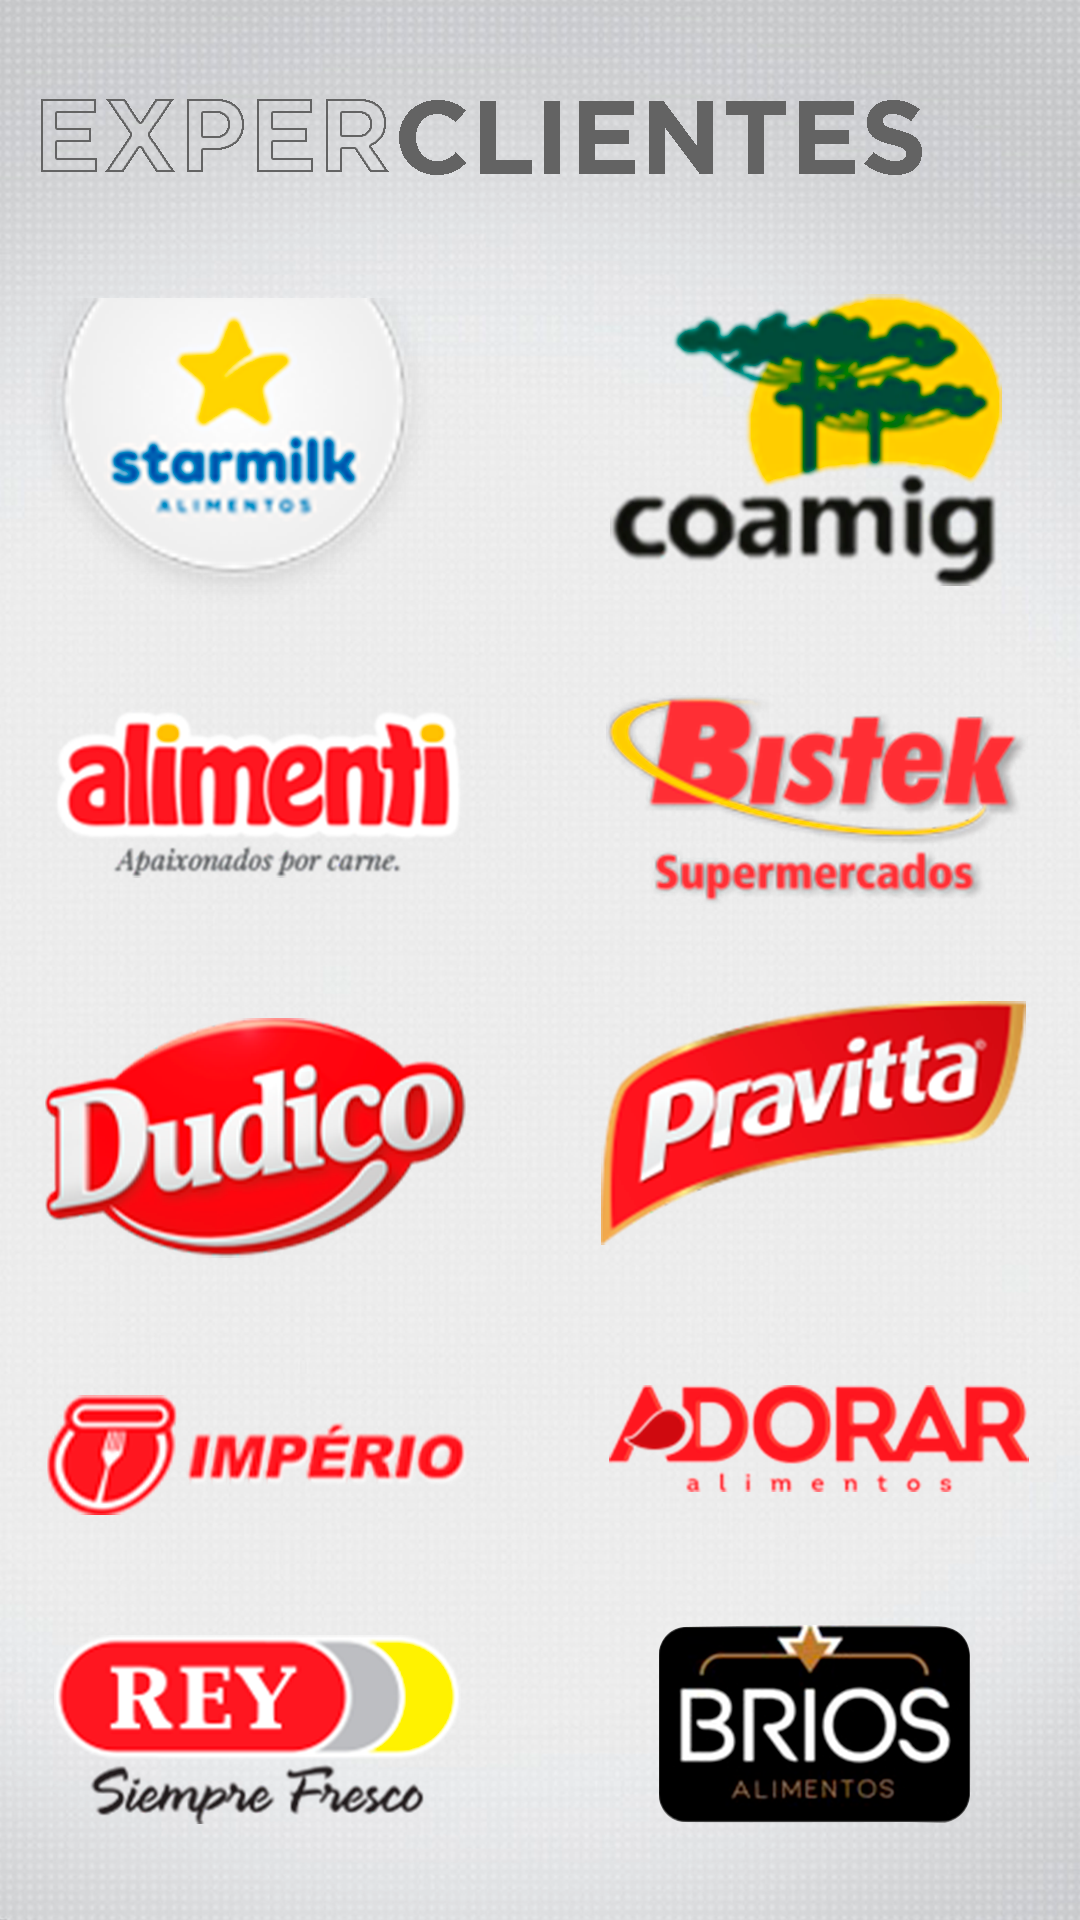 EXPERCLIENTES
starmilk
ALIMENTOS
coamig
alimenti
Apaixonados por carne.
Bistek
Supermercados
Dudico
Pravitta®
IMPÉRIO
ADORAR
alimentos
REY
Siempre Fresco
BRIOS
ALIMENTOS